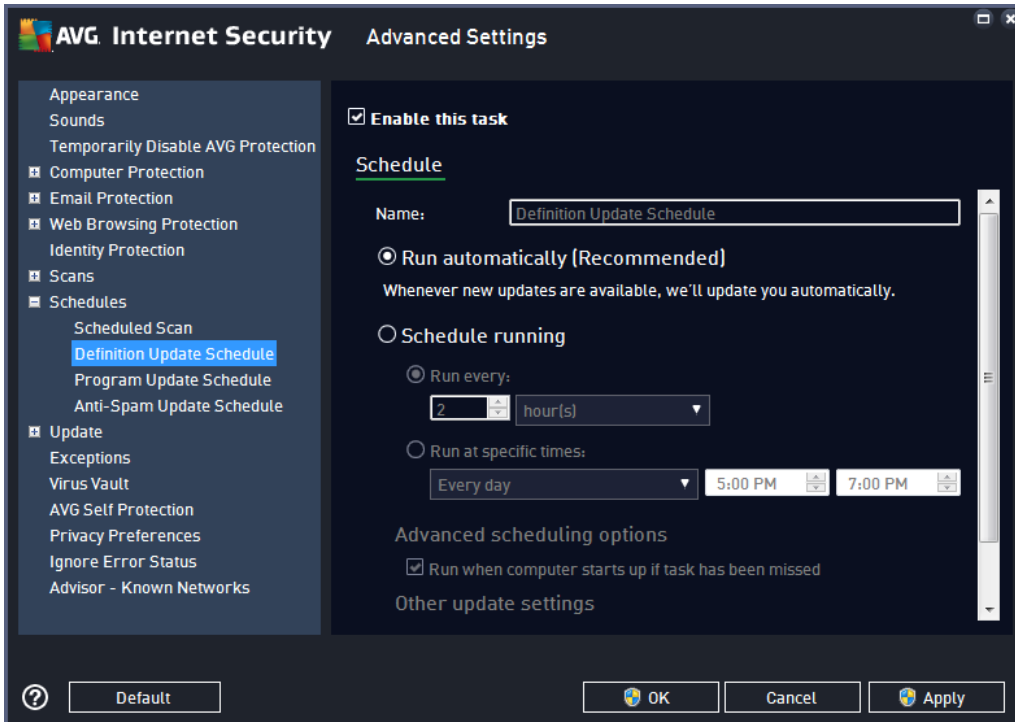 AVG Internet Security Advanced Settings
Appearance
Sounds
Temporarily Disable AVG Protection
Computer Protection
Email Protection
Web Browsing Protection
Identity Protection
Scans
Schedules
Scheduled Scan
Definition Update Schedule
Program Update Schedule
Anti-Spam Update Schedule
Update
Exceptions
Virus Vault
AVG Self Protection
Privacy Preferences
Ignore Error Status
Advisor - Known Networks
Enable this task
Schedule
Name: Definition Update Schedule
Run automatically (Recommended)
Whenever new updates are available, we'll update you automatically.
Schedule running
Run every:
2 hour(s)
Run at specific times:
Every day 5:00 PM 7:00 PM
Advanced scheduling options
Run when computer starts up if task has been missed
Other update settings
? Default OK Cancel Apply